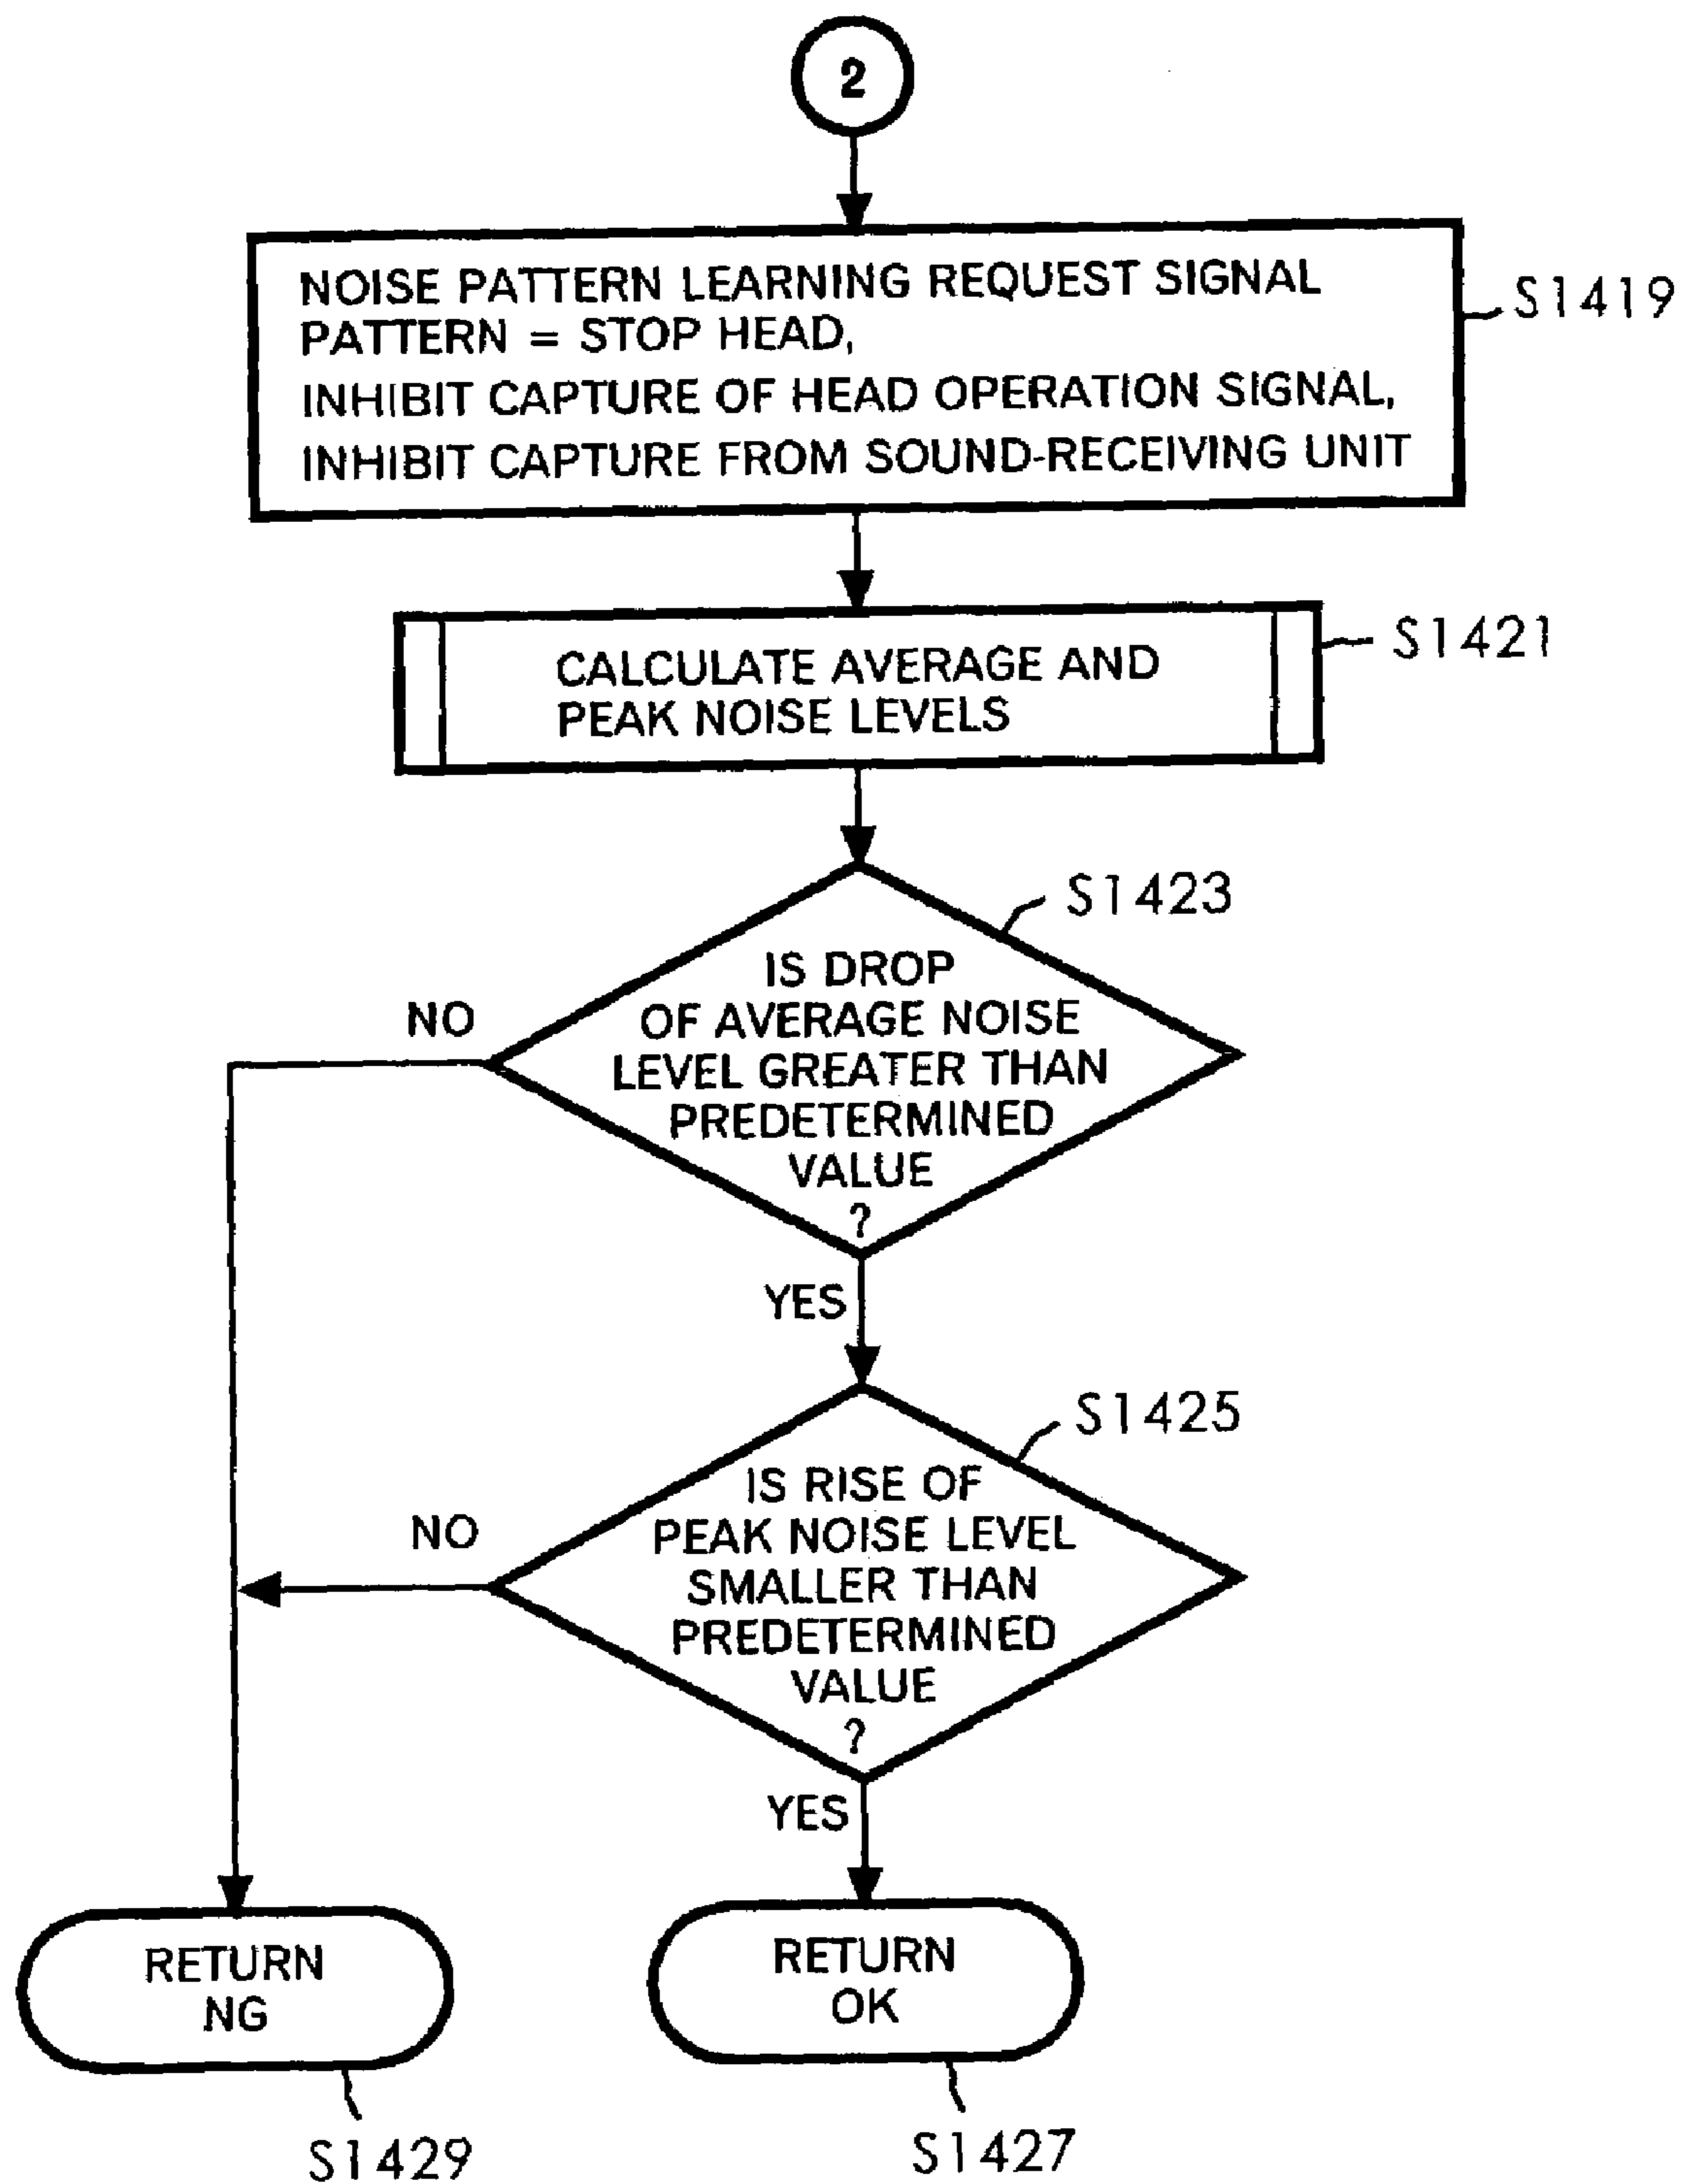 2
NOISE PATTERN LEARNING REQUEST SIGNAL
PATTERN = STOP HEAD,
INHIBIT CAPTURE OF HEAD OPERATION SIGNAL,
INHIBIT CAPTURE FROM SOUND-RECEIVING UNIT
S1419
CALCULATE AVERAGE AND
PEAK NOISE LEVELS
S1421
S1423
IS DROP
OF AVERAGE NOISE
LEVEL GREATER THAN
PREDETERMINED
VALUE
?
NO
YES
S1425
IS RISE OF
PEAK NOISE LEVEL
SMALLER THAN
PREDETERMINED
VALUE
?
NO
YES
RETURN
NG
RETURN
OK
S1429
S1427